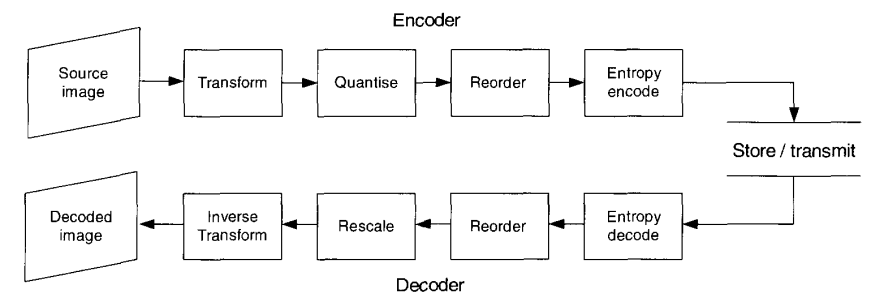 Encoder
Source
image
Transform
Quantise
Reorder
Entropy
encode
Store / transmit
Decoded
image
Inverse
Transform
Rescale
Reorder
Entropy
decode
Decoder